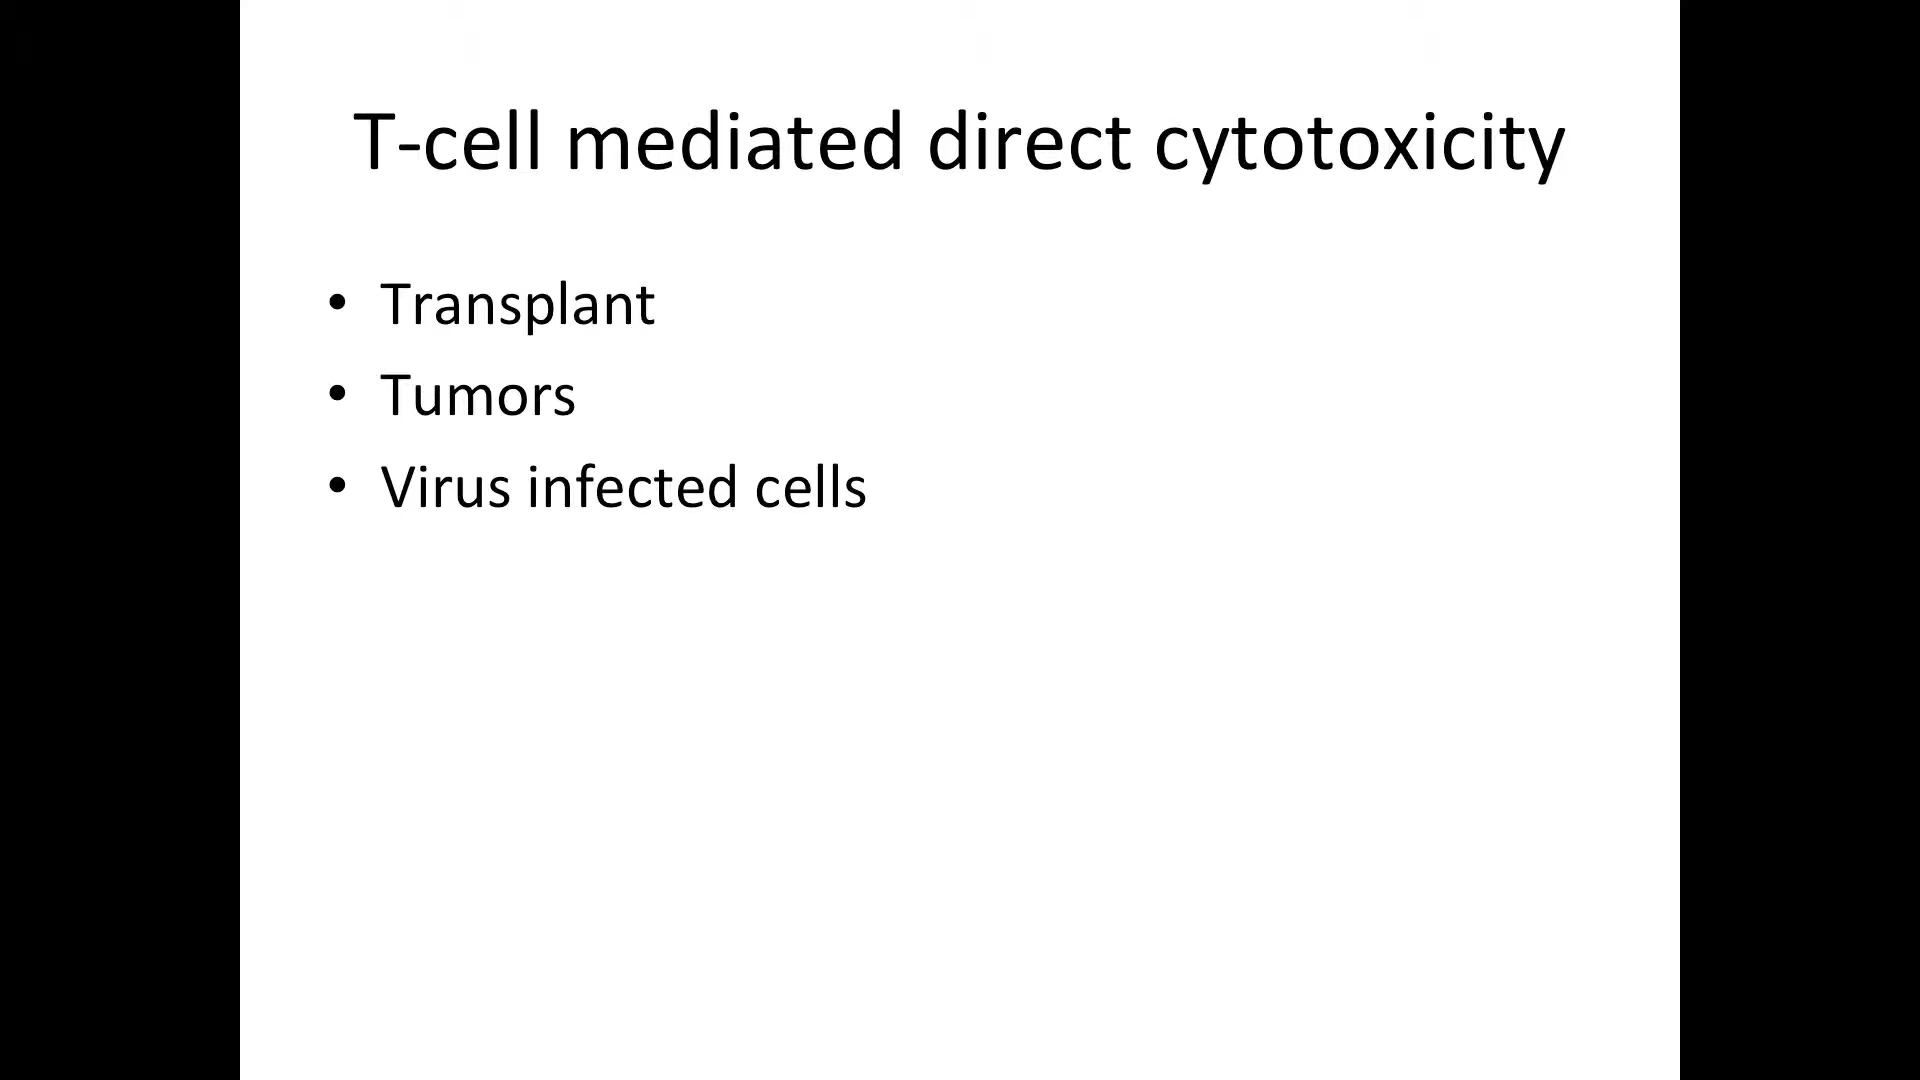 T-cell mediated direct cytotoxicity
• Transplant
• Tumors
• Virus infected cells